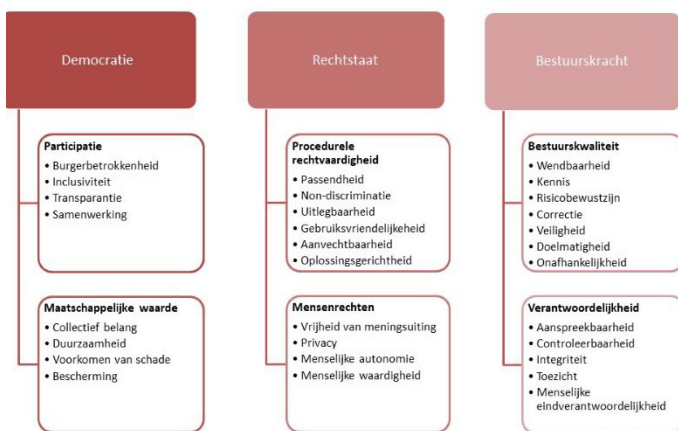 Democratie
Participatie
• Burgerbetrokkenheid
• Inclusiviteit
• Transparantie
• Samenwerking
Maatschappelijke waarde
• Collectief belang
• Duurzaamheid
• Voorkomen van schade
• Bescherming
Rechtstaat
Procedurele
rechtvaardigheid
• Passendheid
• Non-discriminatie
• Uitlegbaarheid
• Gebruiksvriendelijkeheid
• Aanvechtbaarheid
• Oplossingsgerichtheid
Mensenrechten
• Vrijheid van meningsuiting
• Privacy
• Menselijke autonomie
• Menselijke waardigheid
Bestuurskracht
Bestuurskwaliteit
• Wendbaarheid
• Kennis
• Risicobewustzijn
• Correctie
• Veiligheid
• Doelmatigheid
• Onafhankelijkheid
Verantwoordelijkheid
• Aanspreekbaarheid
• Controleerbaarheid
• Integriteit
• Toezicht
• Menselijke
eindverantwoordelijkheid